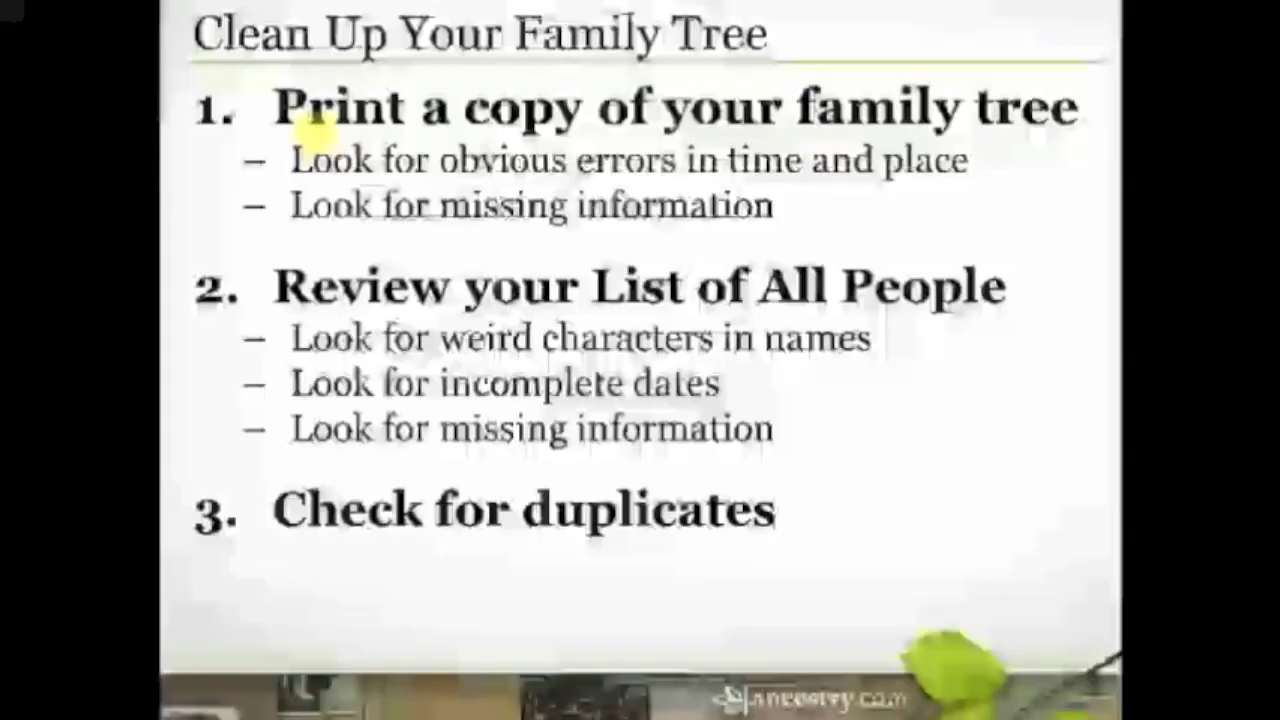 Clean Up Your Family Tree
1. Print a copy of your family tree
– Look for obvious errors in time and place
– Look for missing information
2. Review your List of All People
– Look for weird characters in names
– Look for incomplete dates
– Look for missing information
3. Check for duplicates
ancestry.com